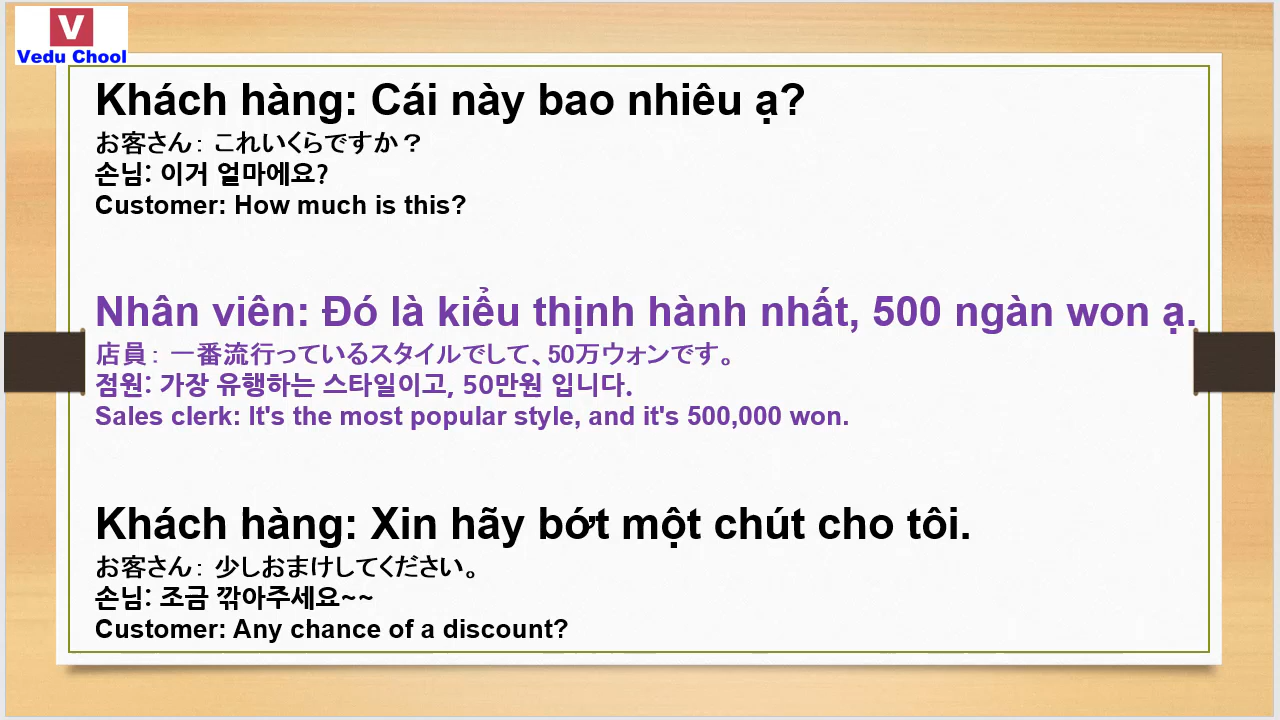 V
Vedu Chool
Khách hàng: Cái này bao nhiêu ạ?
お客さん： これいくらですか？
손님: 이거 얼마에요?
Customer: How much is this?
Nhân viên: Đó là kiểu thịnh hành nhất, 500 ngàn won ạ.
店員： 一番流行っているスタイルでして、50万ウォンです。
점원: 가장 유행하는 스타일이고, 50만원 입니다.
Sales clerk: It's the most popular style, and it's 500,000 won.
Khách hàng: Xin hãy bớt một chút cho tôi.
お客さん： 少しおまけしてください。
손님: 조금 깎아주세요~~
Customer: Any chance of a discount?